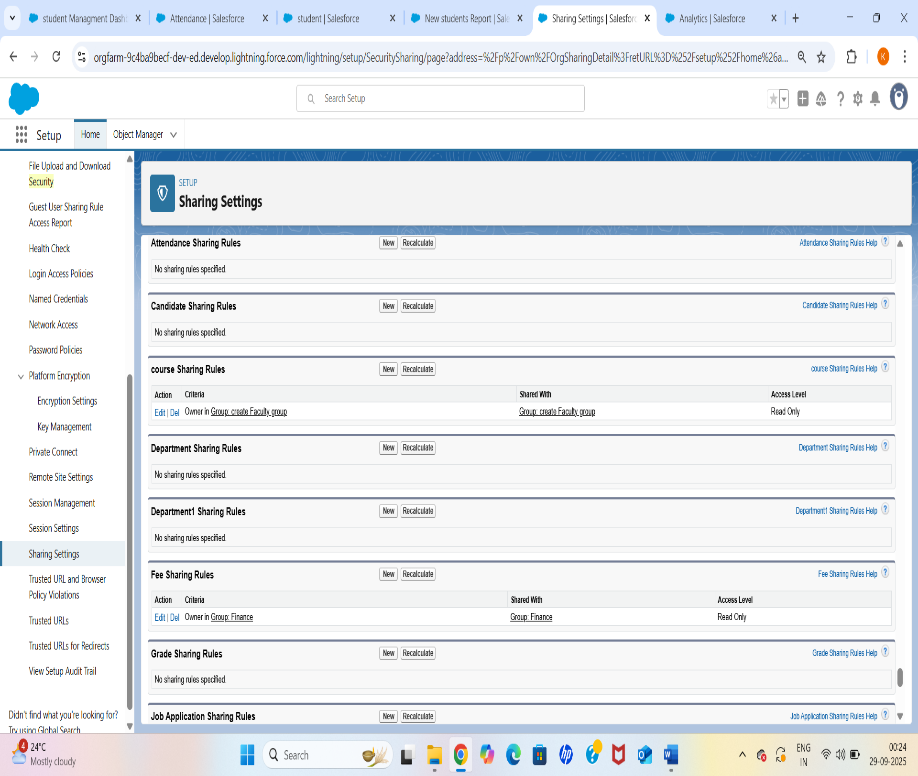 student Managment Dash
Attendance | Salesforce
student | Salesforce
New students Report | Sale
Sharing Settings | Salesforc
Analytics | Salesforce
orgfarm-9c4ba9becf-dev-ed.develop.lightning.force.com/lightning/setup/SecuritySharing/page?address=%2Fp%2Fown%2FOrgSharingDetail%3FretURL%3D%252Fsetup%252Fhome%26a...
K
Search Setup
Setup
Home
Object Manager
File Upload and Download
Security
Guest User Sharing Rule
Access Report
Health Check
Login Access Policies
Named Credentials
Network Access
Password Policies
Platform Encryption
Encryption Settings
Key Management
Private Connect
Remote Site Settings
Session Management
Session Settings
Sharing Settings
Trusted URL and Browser
Policy Violations
Trusted URLs
Trusted URLs for Redirects
View Setup Audit Trail
Didn't find what you're looking for?
Try using Global Search
SETUP
Sharing Settings
Attendance Sharing Rules New Recalculate Attendance Sharing Rules Help ?
No sharing rules specified.
Candidate Sharing Rules New Recalculate Candidate Sharing Rules Help ?
No sharing rules specified.
course Sharing Rules New Recalculate course Sharing Rules Help ?
Action Criteria Shared With Access Level
Edit | Del Owner in Group: create Faculty group Group: create Faculty group Read Only
Department Sharing Rules New Recalculate Department Sharing Rules Help ?
No sharing rules specified.
Department1 Sharing Rules New Recalculate Department1 Sharing Rules Help ?
No sharing rules specified.
Fee Sharing Rules New Recalculate Fee Sharing Rules Help ?
Action Criteria Shared With Access Level
Edit | Del Owner in Group: Finance Group: Finance Read Only
Grade Sharing Rules New Recalculate Grade Sharing Rules Help ?
No sharing rules specified.
Job Application Sharing Rules New Recalculate Job Application Sharing Rules Help ?
4
24°C
Mostly cloudy
Search
ENG
IN
00:24
29-09-2025